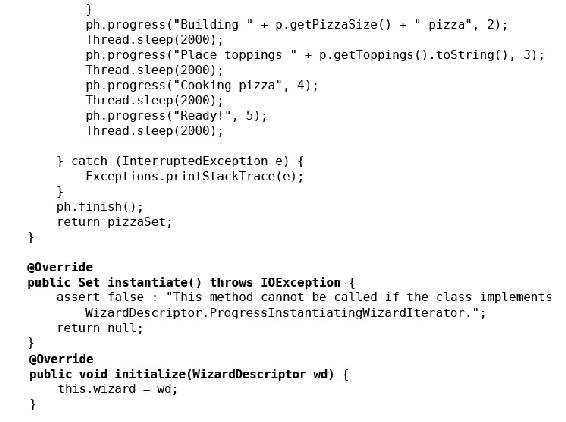 }
ph.progress("Building " + p.getPizzaSize() + " pizza", 2);
Thread.sleep(2000);
ph.progress("Place toppings " + p.getToppings().toString(), 3);
Thread.sleep(2000);
ph.progress("Cooking pizza", 4);
Thread.sleep(2000);
ph.progress("Ready!", 5);
Thread.sleep(2000);
} catch (InterruptedException e) {
Exceptions.printStackTrace(e);
}
ph.finish();
return pizzaSet;
}
@Override
public Set instantiate() throws IOException {
assert false : "This method cannot be called if the class implements
WizardDescriptor.ProgressInstantiatingWizardIterator.";
return null;
}
@Override
public void initialize(WizardDescriptor wd) {
this.wizard = wd;
}